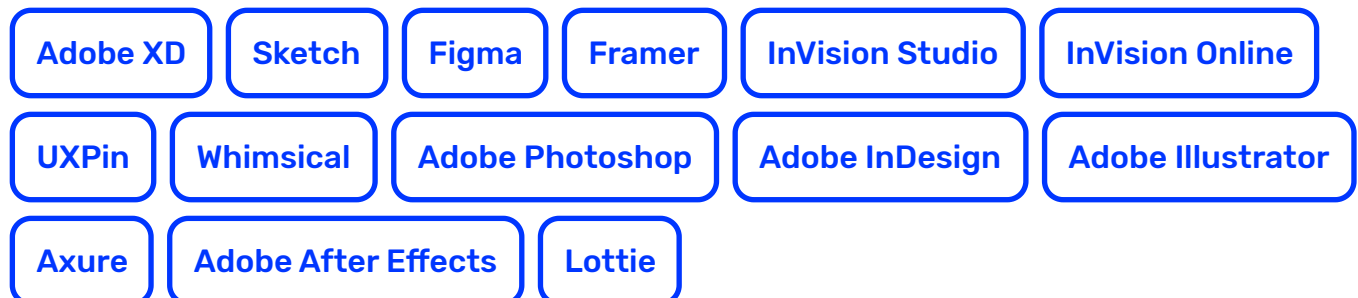 Adobe XD Sketch Figma Framer InVision Studio InVision Online
UXPin Whimsical Adobe Photoshop Adobe InDesign Adobe Illustrator
Axure Adobe After Effects Lottie